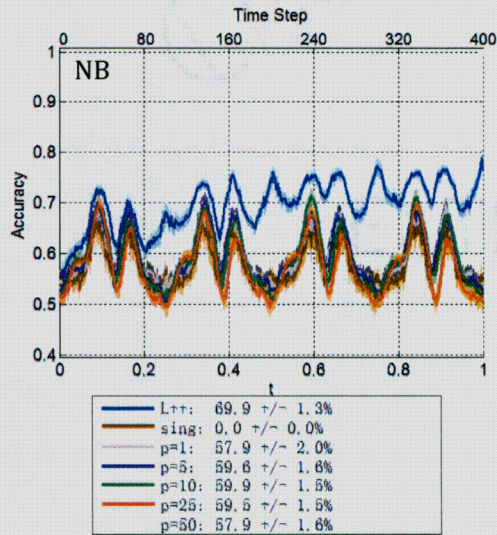 Time Step
0 80 160 240 320 400
1
NB
0.9
0.8
0.7
0.6
0.5
0.4
Accuracy
0 0.2 0.4 0.6 0.8 1
t
L++: 69.9 +/- 1.3%
sing: 0.0 +/- 0.0%
p=1: 57.9 +/- 2.0%
p=5: 59.6 +/- 1.6%
p=10: 59.9 +/- 1.5%
p=25: 59.5 +/- 1.5%
p=50: 57.9 +/- 1.6%